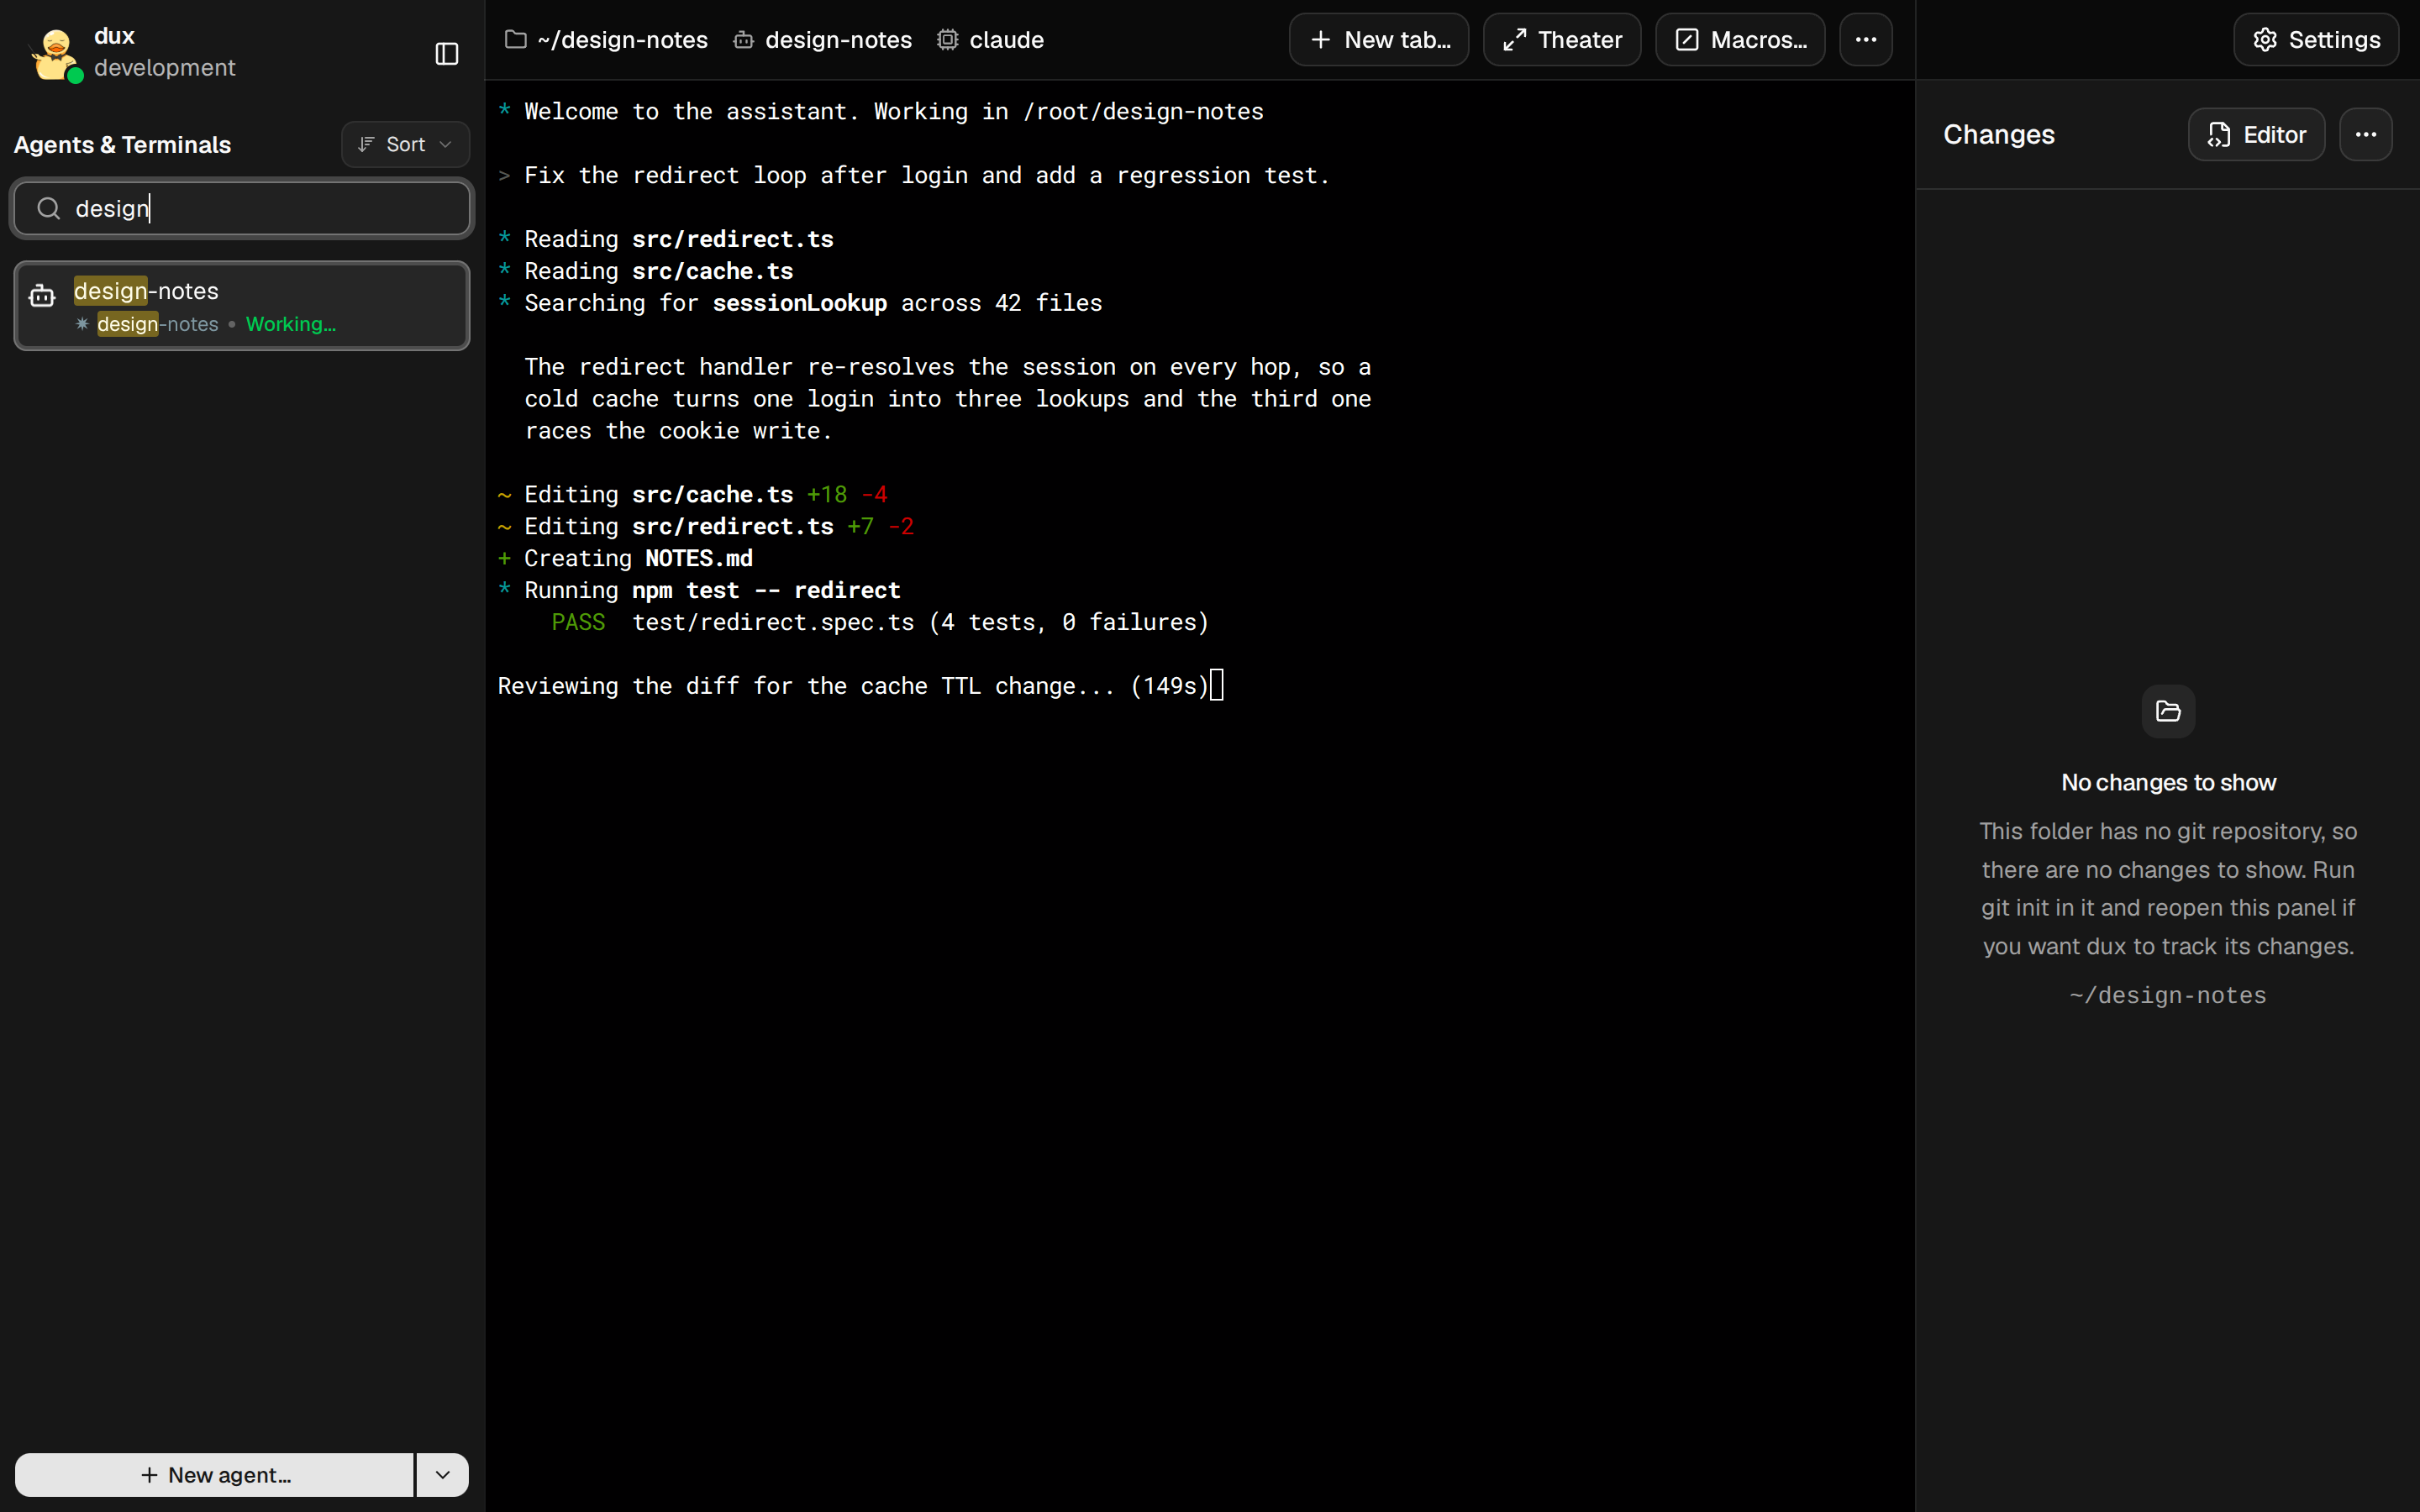 dux
development
Agents & Terminals
Sort
design
design-notes
design-notes • Working...
+ New agent...
~/design-notes design-notes claude
+ New tab... Theater Macros... ...
* Welcome to the assistant. Working in /root/design-notes
> Fix the redirect loop after login and add a regression test.
* Reading src/redirect.ts
* Reading src/cache.ts
* Searching for sessionLookup across 42 files
The redirect handler re-resolves the session on every hop, so a
cold cache turns one login into three lookups and the third one
races the cookie write.
~ Editing src/cache.ts +18 -4
~ Editing src/redirect.ts +7 -2
+ Creating NOTES.md
* Running npm test -- redirect
PASS test/redirect.spec.ts (4 tests, 0 failures)
Reviewing the diff for the cache TTL change... (149s)
Settings
Changes
Editor
No changes to show
This folder has no git repository, so
there are no changes to show. Run
git init in it and reopen this panel if
you want dux to track its changes.
~/design-notes